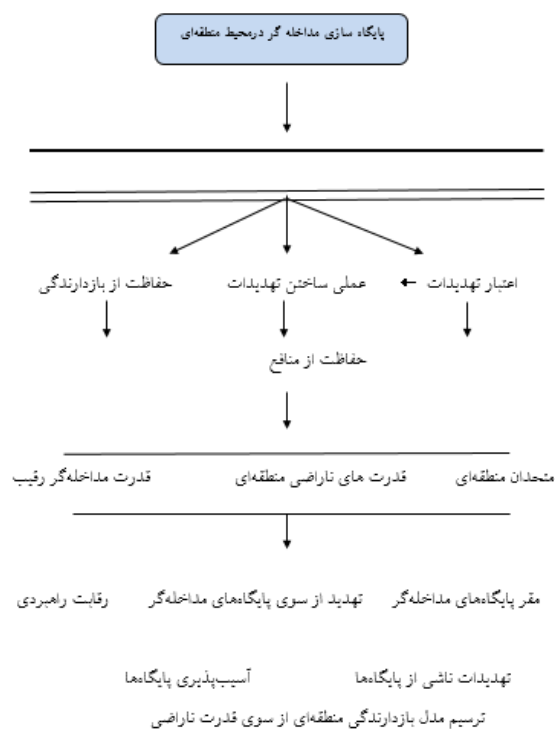 پایگاه سازی مداخله گر درمحیط منطقه‌ای
اعتبار تهدیدات عملی ساختن تهدیدات حفاظت از بازدارندگی
حفاظت از منافع
متحدان منطقه‌ای قدرت های ناراضی منطقه‌ای قدرت مداخله‌گر رقیب
مقر پایگاه‌های مداخله‌گر تهدید از سوی پایگاه‌های مداخله‌گر رقابت راهبردی
تهدیدات ناشی از پایگاه‌ها آسیب‌پذیری پایگاه‌ها
ترسیم مدل بازدارندگی منطقه‌ای از سوی قدرت ناراضی